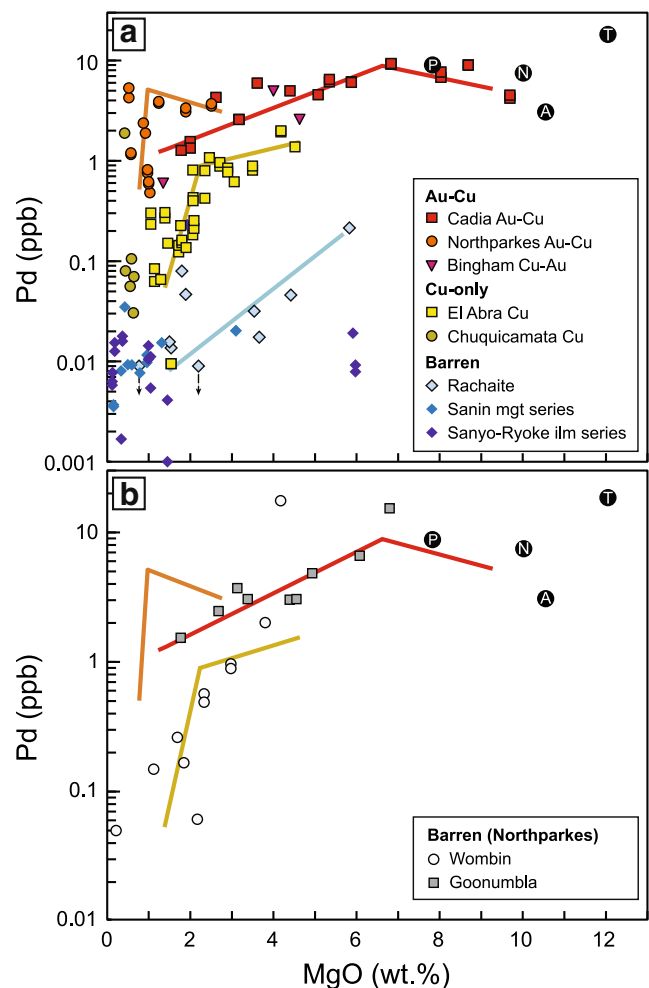 a
T
P
N
A
10
1
0.1
0.01
0.001
Pd (ppb)
Au-Cu
Cadia Au-Cu
Northparkes Au-Cu
Bingham Cu-Au
Cu-only
El Abra Cu
Chuquicamata Cu
Barren
Rachaite
Sanin mgt series
Sanyo-Ryoke ilm series
b
T
P
N
A
10
1
0.1
0.01
Pd (ppb)
Barren (Northparkes)
Wombin
Goonumbla
0 2 4 6 8 10 12
MgO (wt.%)